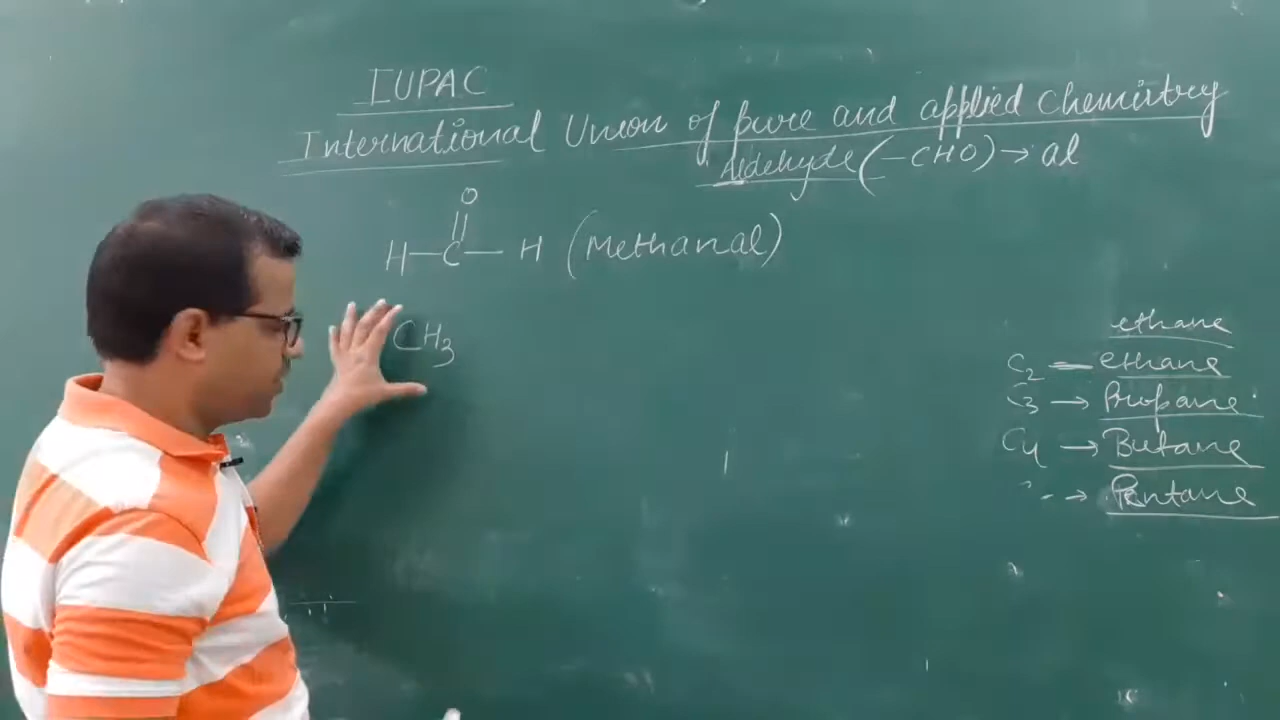 IUPAC
International Union of pure and applied Chemistry
Aldehyde (-CHO) → al
O
||
H-C-H (Methanal)
CH3
ethane
C2 — ethane
C3 → Propane
C4 → Butane
→ Pentane